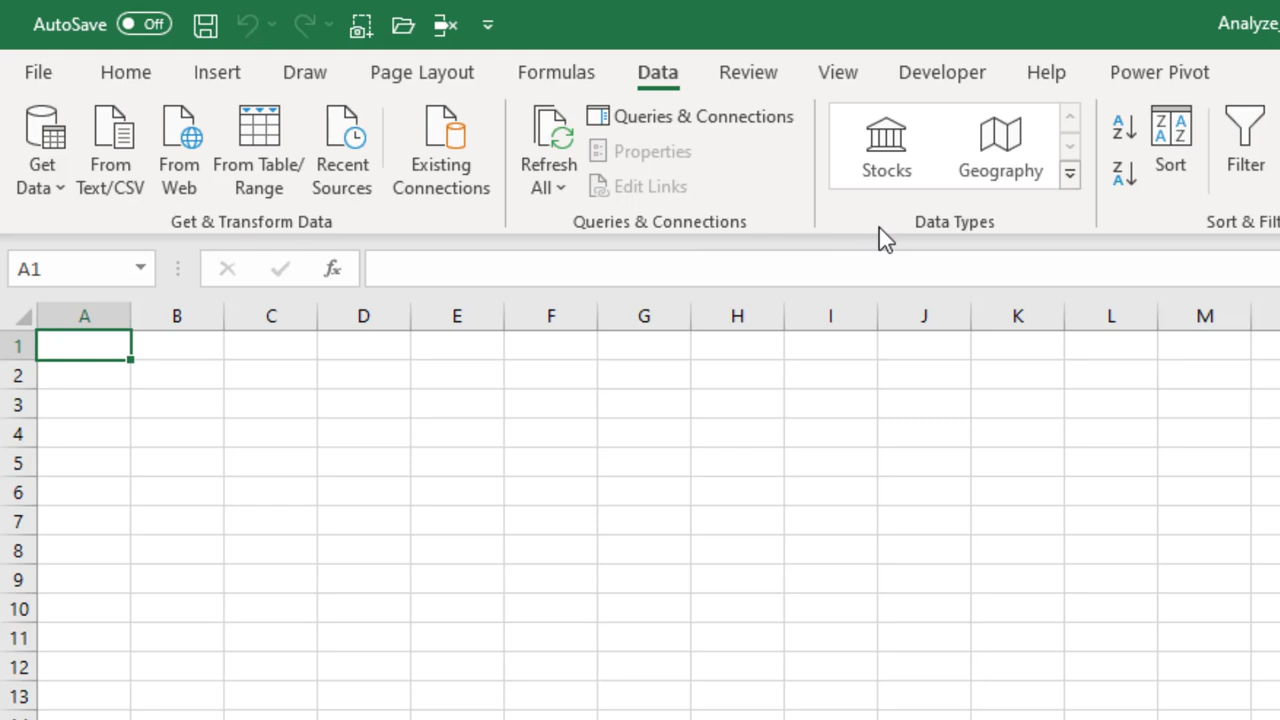 AutoSave Off
Analyze_
File Home Insert Draw Page Layout Formulas Data Review View Developer Help Power Pivot
Get Data
From Text/CSV
From Web
From Table/ Range
Recent Sources
Existing Connections
Refresh All
Queries & Connections
Properties
Edit Links
Stocks
Geography
A Z
Z A
Z A A Z
Sort
Filter
Get & Transform Data
Queries & Connections
Data Types
Sort & Filt
A1
fx
A B C D E F G H I J K L M
1
2
3
4
5
6
7
8
9
10
11
12
13